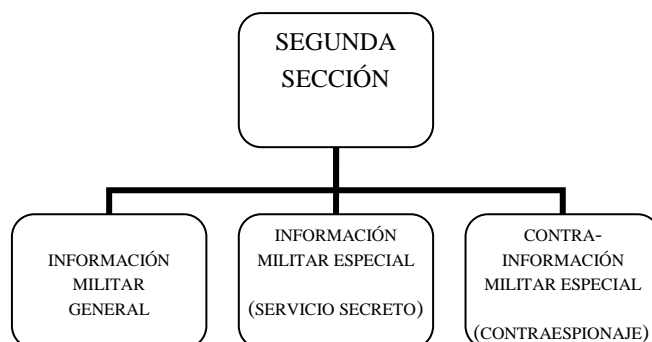 SEGUNDA
SECCIÓN
INFORMACIÓN
MILITAR
GENERAL
INFORMACIÓN
MILITAR ESPECIAL
(SERVICIO SECRETO)
CONTRA-
INFORMACIÓN
MILITAR ESPECIAL
(CONTRAESPIONAJE)